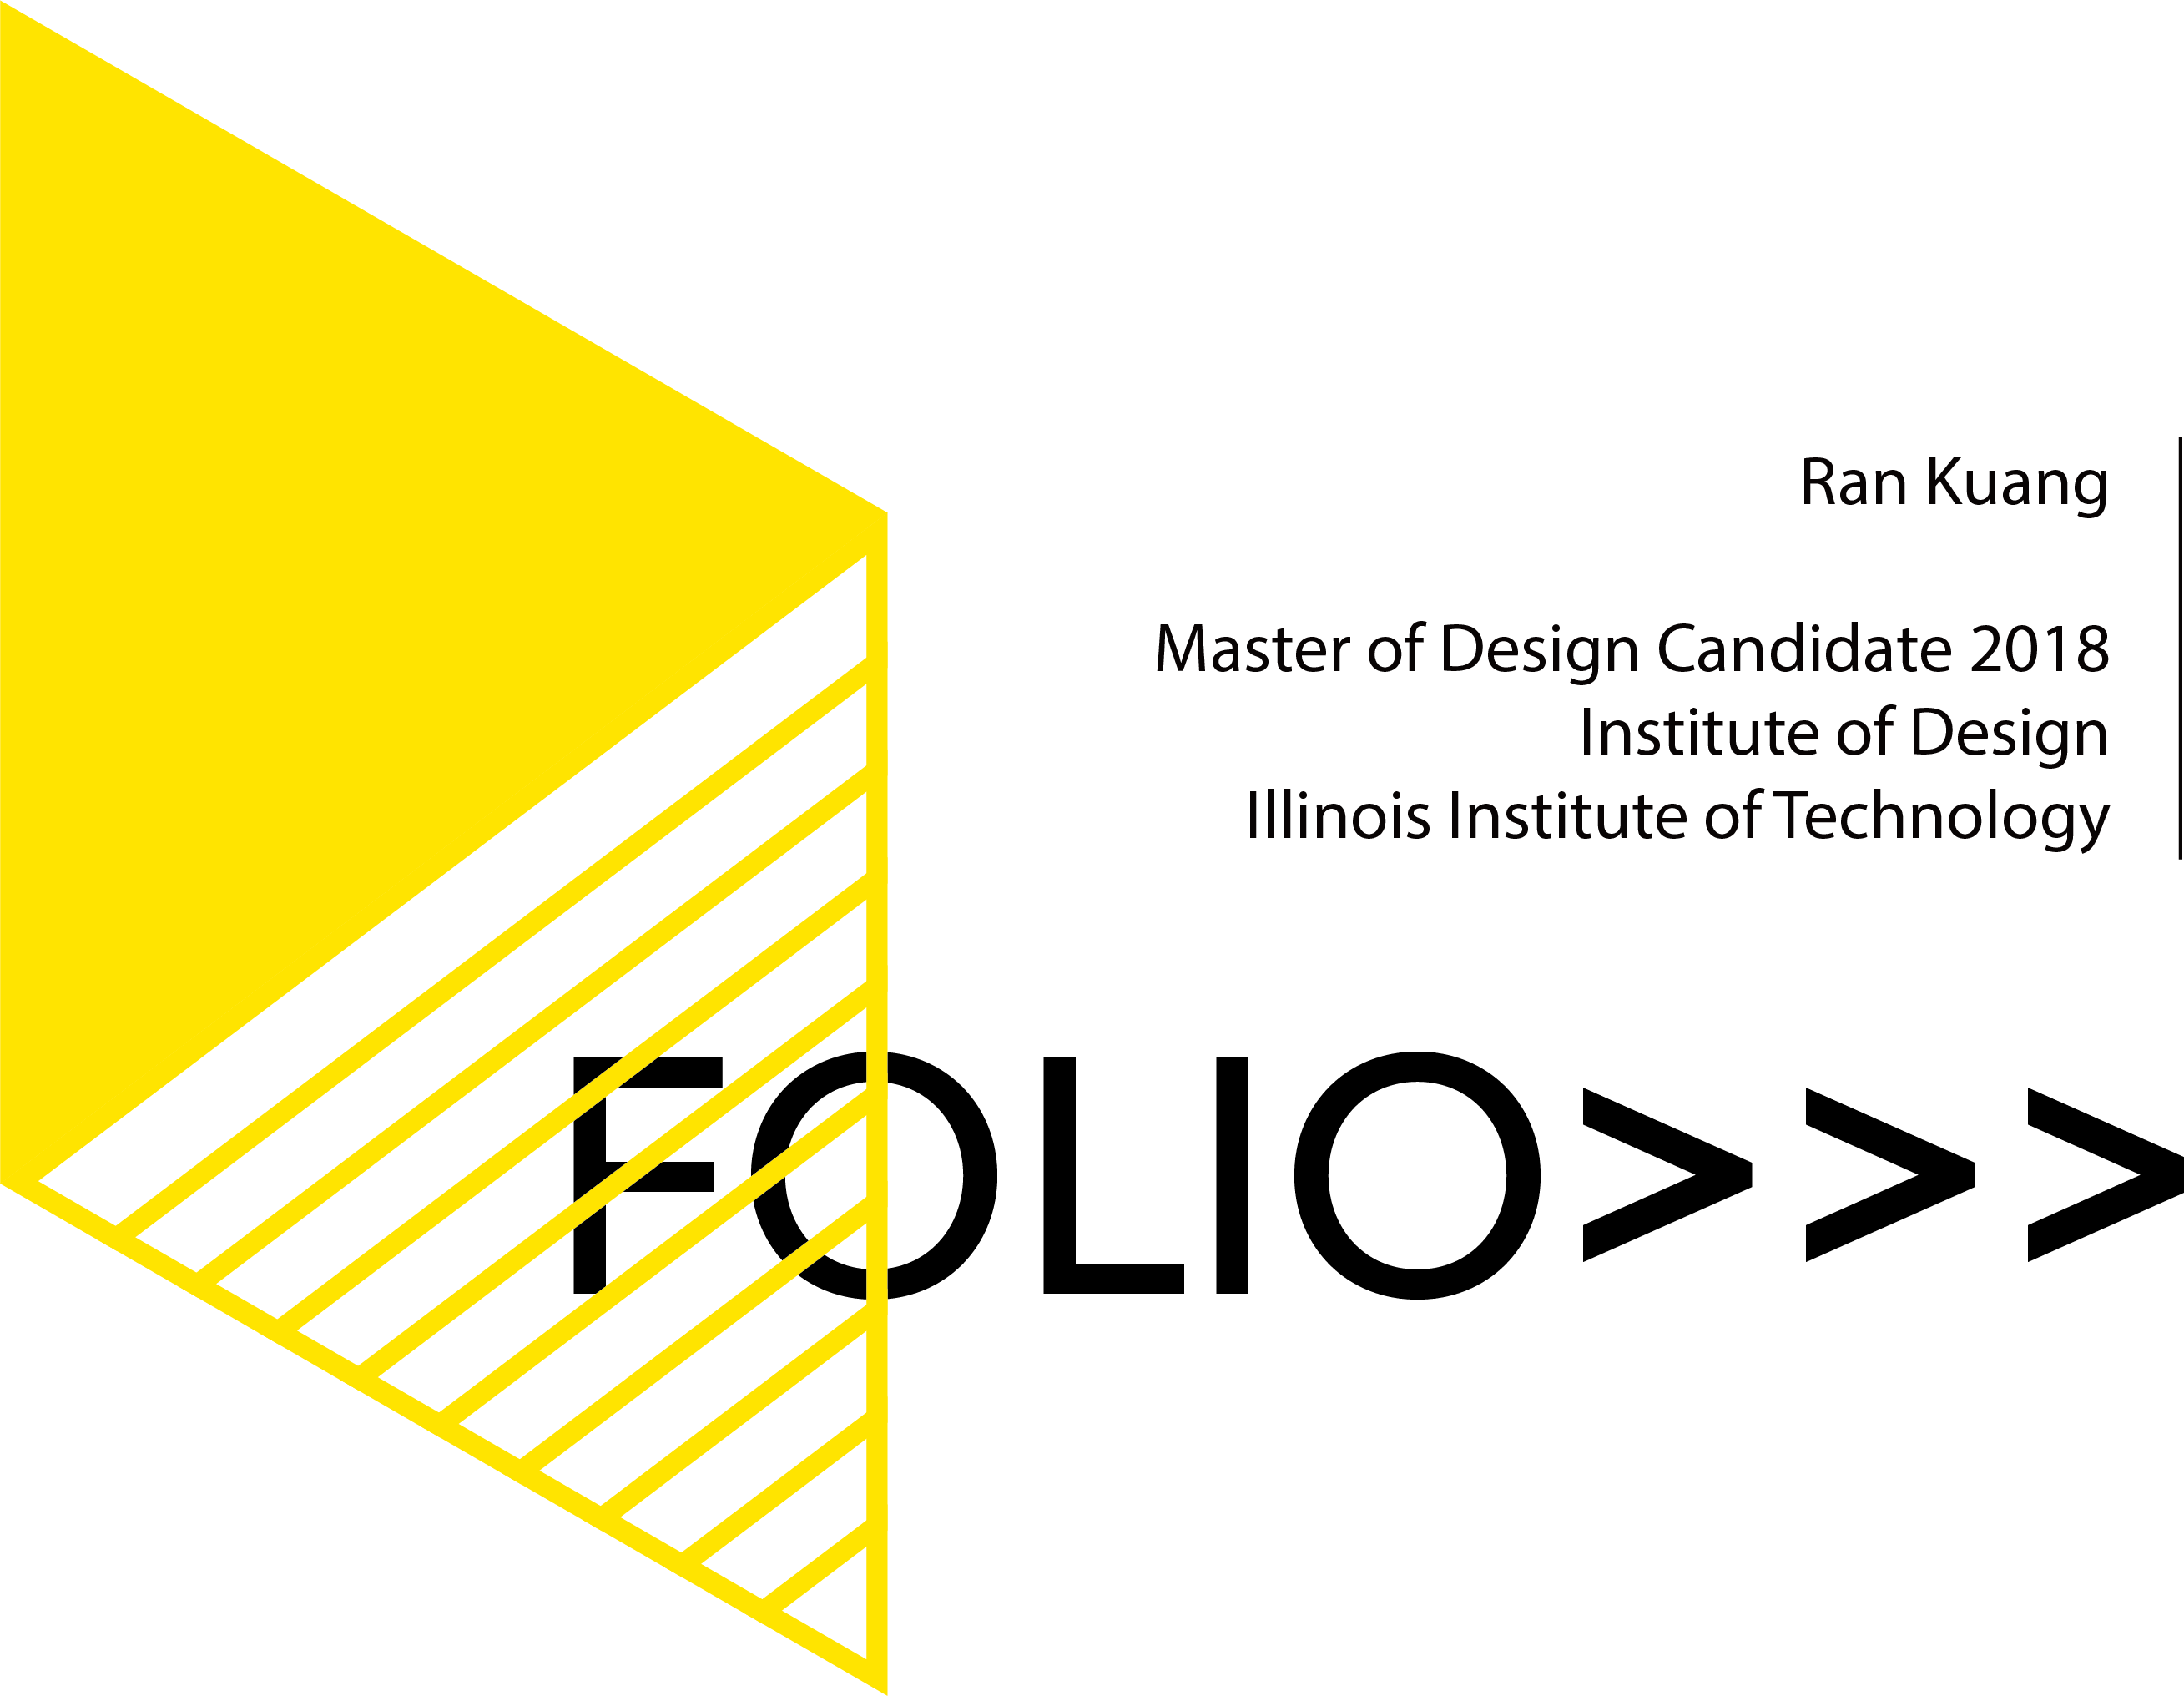 Ran Kuang
Master of Design Candidate 2018
Institute of Design
Illinois Institute of Technology
FOLIO>>>